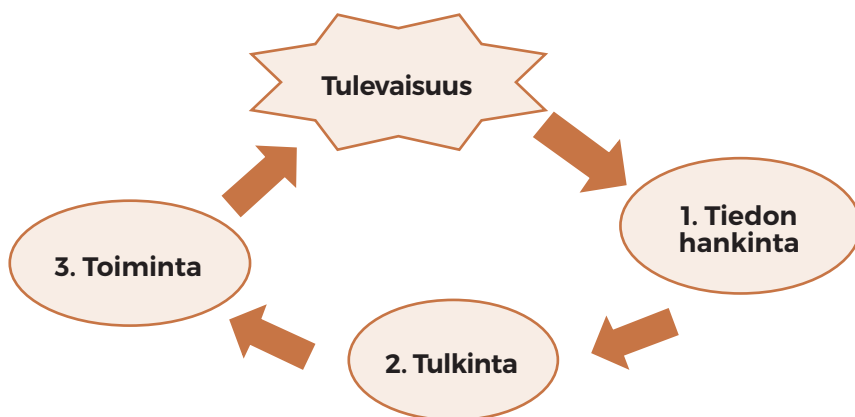 Tulevaisuus
1. Tiedon
hankinta
2. Tulkinta
3. Toiminta